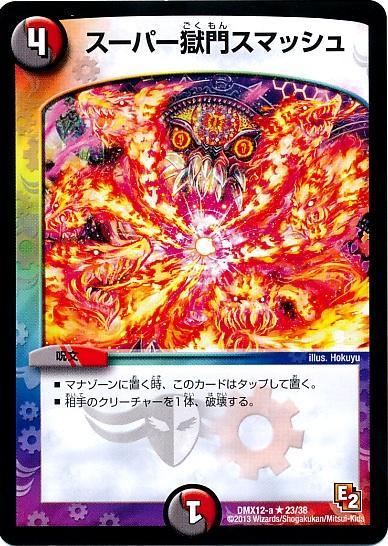 4
ごくもん
スーパー獄門スマッシュ
呪文
illus. Hokuyu
■ マナゾーンに置く時、このカードはタップして置く。
■ 相手のクリーチャーを1体、破壊する。
1
E2
DMX12-a ★ 23/38
©2013 Wizards/Shogakukan/Mitsui-Kids